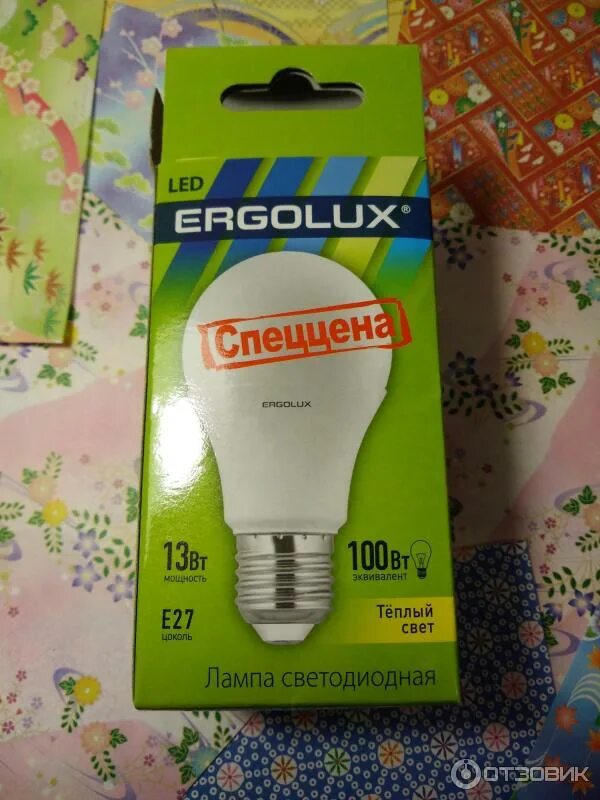 LED
ERGOLUX®
Спеццена
ERGOLUX
13Вт
мощность
100Вт
эквивалент
E27
цоколь
Тёплый
свет
Лампа светодиодная
ОТЗОВИК